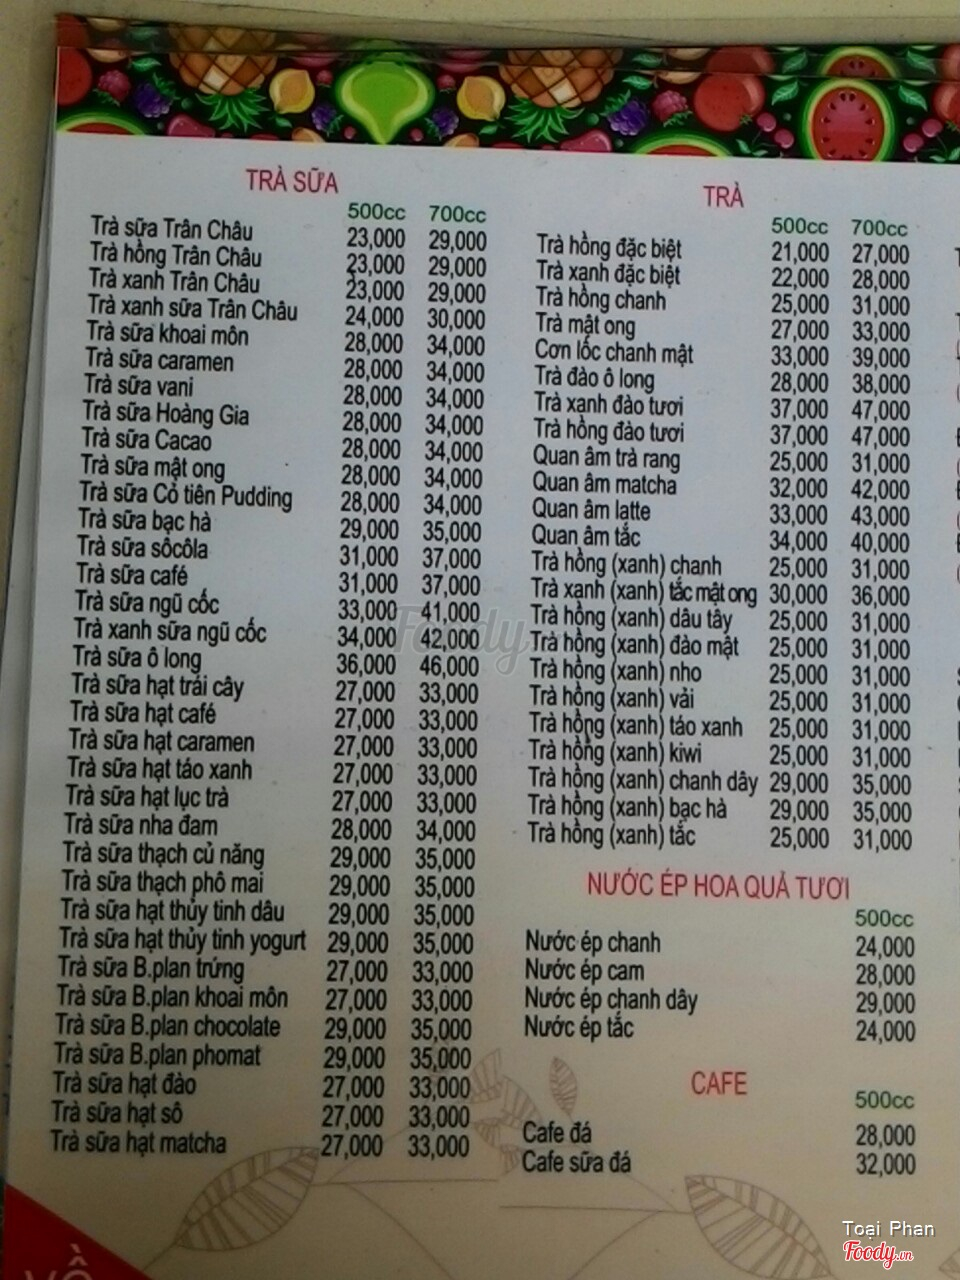 TRÀ SỮA
500cc 700cc
Trà sữa Trân Châu 23,000 29,000
Trà hồng Trân Châu 23,000 29,000
Trà xanh Trân Châu 23,000 29,000
Trà xanh sữa Trân Châu 24,000 30,000
Trà sữa khoai môn 28,000 34,000
Trà sữa caramen 28,000 34,000
Trà sữa vani 28,000 34,000
Trà sữa Hoàng Gia 28,000 34,000
Trà sữa Cacao 28,000 34,000
Trà sữa mật ong 28,000 34,000
Trà sữa Cỏ tiên Pudding 28,000 34,000
Trà sữa bạc hà 29,000 35,000
Trà sữa sôcôla 31,000 37,000
Trà sữa café 31,000 37,000
Trà sữa ngũ cốc 33,000 41,000
Trà xanh sữa ngũ cốc 34,000 42,000
Trà sữa ô long 36,000 46,000
Trà sữa hạt trái cây 27,000 33,000
Trà sữa hạt café 27,000 33,000
Trà sữa hạt caramen 27,000 33,000
Trà sữa hạt táo xanh 27,000 33,000
Trà sữa hạt lục trà 27,000 33,000
Trà sữa nha đam 28,000 34,000
Trà sữa thạch củ năng 29,000 35,000
Trà sữa thạch phô mai 29,000 35,000
Trà sữa hạt thủy tinh dâu 29,000 35,000
Trà sữa hạt thủy tinh yogurt 29,000 35,000
Trà sữa B.plan trứng 27,000 33,000
Trà sữa B.plan khoai môn 27,000 33,000
Trà sữa B.plan chocolate 29,000 35,000
Trà sữa B.plan phomat 29,000 35,000
Trà sữa hạt đào 27,000 33,000
Trà sữa hạt sô 27,000 33,000
Trà sữa hạt matcha 27,000 33,000
TRÀ
500cc 700cc
Trà hồng đặc biệt 21,000 27,000
Trà xanh đặc biệt 22,000 28,000
Trà hồng chanh 25,000 31,000
Trà mật ong 27,000 33,000
Cơn lốc chanh mật 33,000 39,000
Trà đào ô long 28,000 38,000
Trà xanh đào tươi 37,000 47,000
Trà hồng đào tươi 37,000 47,000
Quan âm trà rang 25,000 31,000
Quan âm matcha 32,000 42,000
Quan âm latte 33,000 43,000
Quan âm tắc 34,000 40,000
Trà hồng (xanh) chanh 25,000 31,000
Trà xanh (xanh) tắc mật ong 30,000 36,000
Trà hồng (xanh) dâu tây 25,000 31,000
Trà hồng (xanh) đào mật 25,000 31,000
Trà hồng (xanh) nho 25,000 31,000
Trà hồng (xanh) vải 25,000 31,000
Trà hồng (xanh) táo xanh 25,000 31,000
Trà hồng (xanh) kiwi 25,000 31,000
Trà hồng (xanh) chanh dây 29,000 35,000
Trà hồng (xanh) bạc hà 29,000 35,000
Trà hồng (xanh) tắc 25,000 31,000
NƯỚC ÉP HOA QUẢ TƯƠI
500cc
Nước ép chanh 24,000
Nước ép cam 28,000
Nước ép chanh dây 29,000
Nước ép tắc 24,000
CAFE
500cc
Cafe đá 28,000
Cafe sữa đá 32,000
Foody
Toại Phan
Foody.vn